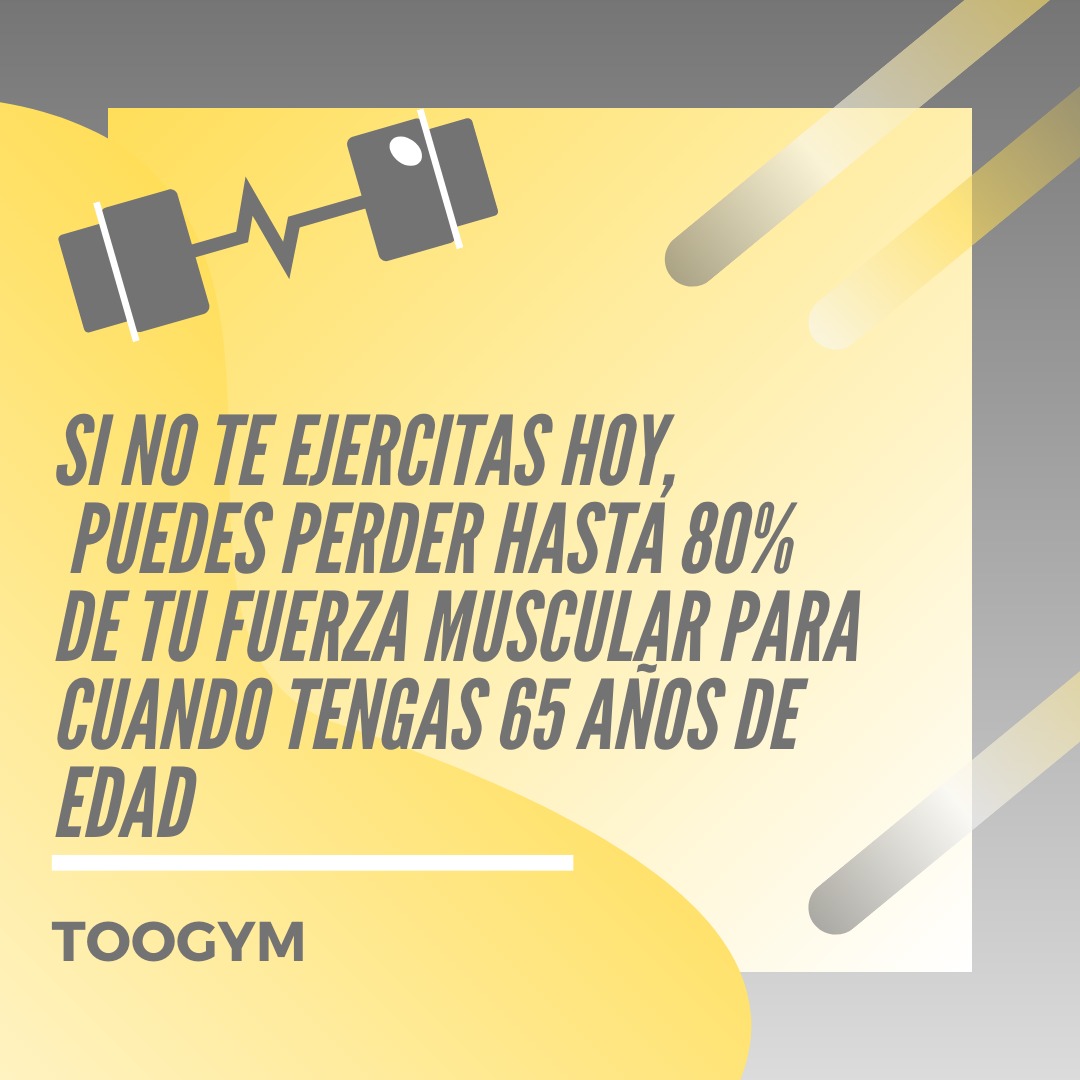 SI NO TE EJERCITAS HOY,
PUEDES PERDER HASTA 80%
DE TU FUERZA MUSCULAR PARA
CUANDO TENGAS 65 AÑOS DE
EDAD
TOOGYM